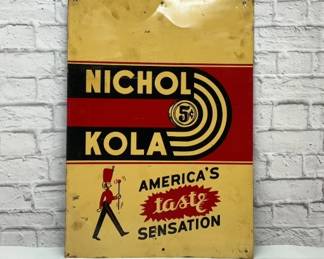 NICHOL
5¢
KOLA
AMERICA'S
taste
SENSATION